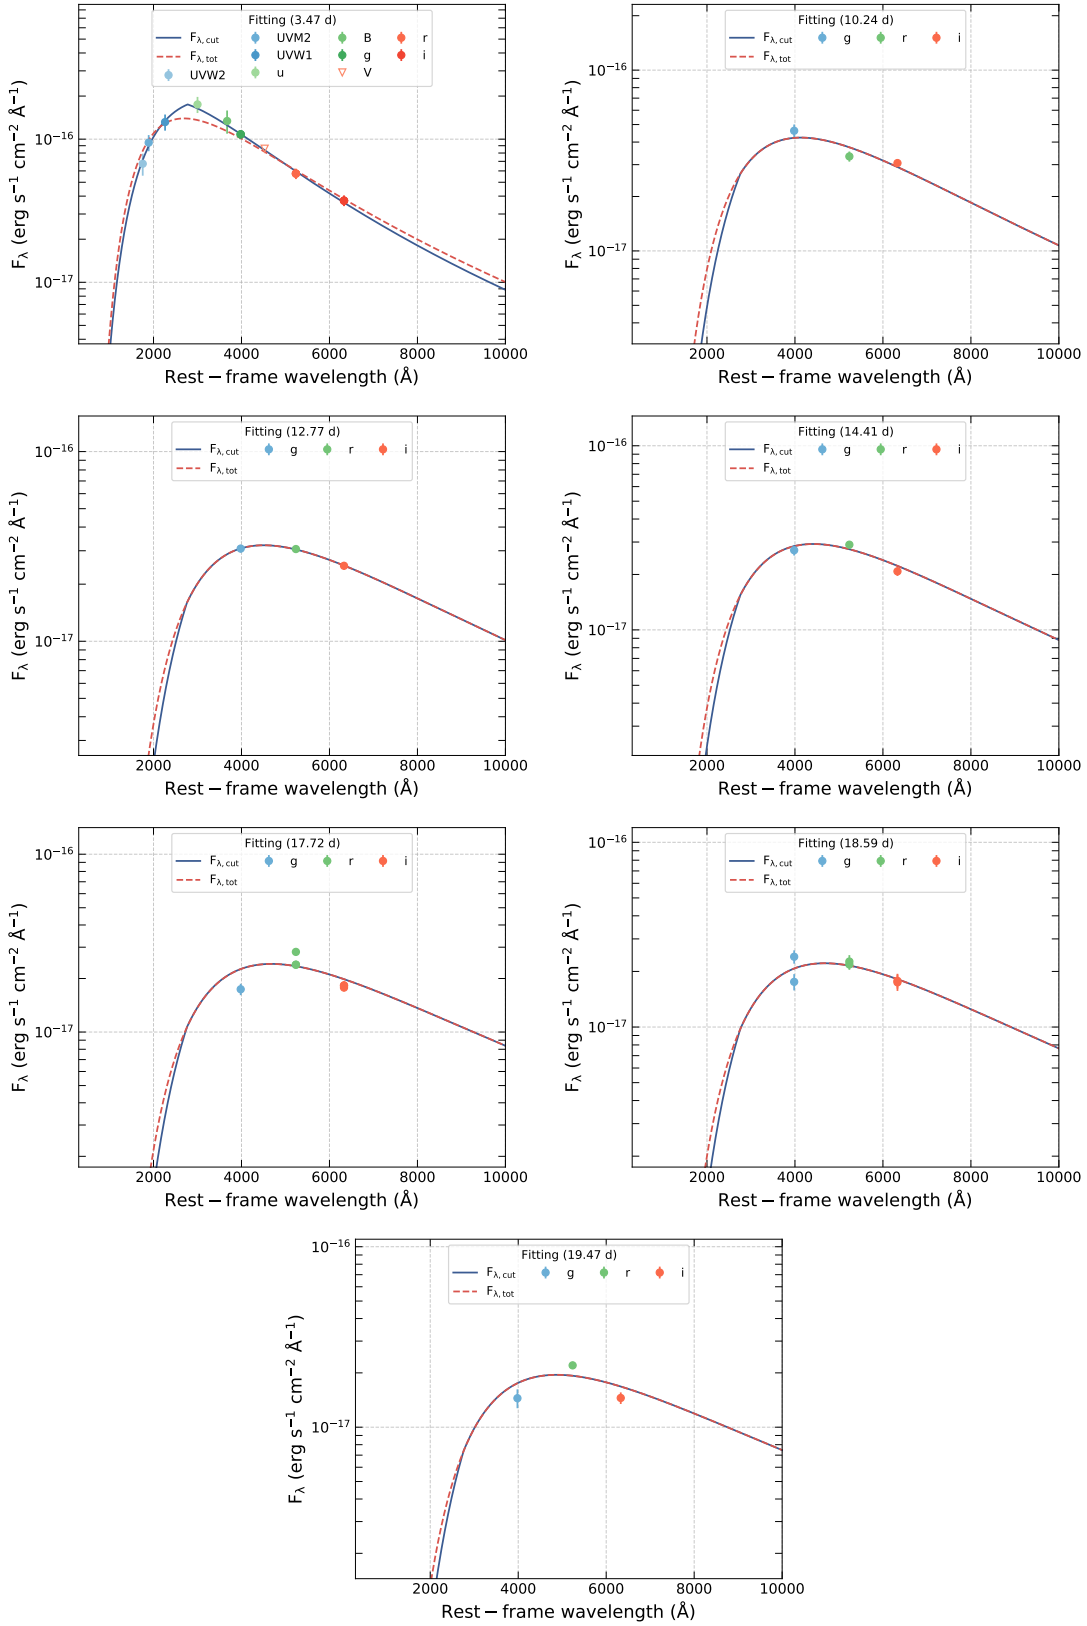 Fitting (3.47 d)
F_λ,cut UVM2 B r
F_λ,tot UVW1 g i
UVW2 u V
10^−16
10^−17
F_λ (erg s^−1 cm^−2 Å^−1)
2000 4000 6000 8000 10000
Rest−frame wavelength (Å)
Fitting (10.24 d)
F_λ,cut g r i
F_λ,tot
10^−16
10^−17
F_λ (erg s^−1 cm^−2 Å^−1)
2000 4000 6000 8000 10000
Rest−frame wavelength (Å)
Fitting (12.77 d)
F_λ,cut g r i
F_λ,tot
10^−16
10^−17
F_λ (erg s^−1 cm^−2 Å^−1)
2000 4000 6000 8000 10000
Rest−frame wavelength (Å)
Fitting (14.41 d)
F_λ,cut g r i
F_λ,tot
10^−16
10^−17
F_λ (erg s^−1 cm^−2 Å^−1)
2000 4000 6000 8000 10000
Rest−frame wavelength (Å)
Fitting (17.72 d)
F_λ,cut g r i
F_λ,tot
10^−16
10^−17
F_λ (erg s^−1 cm^−2 Å^−1)
2000 4000 6000 8000 10000
Rest−frame wavelength (Å)
Fitting (18.59 d)
F_λ,cut g r i
F_λ,tot
10^−16
10^−17
F_λ (erg s^−1 cm^−2 Å^−1)
2000 4000 6000 8000 10000
Rest−frame wavelength (Å)
Fitting (19.47 d)
F_λ,cut g r i
F_λ,tot
10^−16
10^−17
F_λ (erg s^−1 cm^−2 Å^−1)
2000 4000 6000 8000 10000
Rest−frame wavelength (Å)